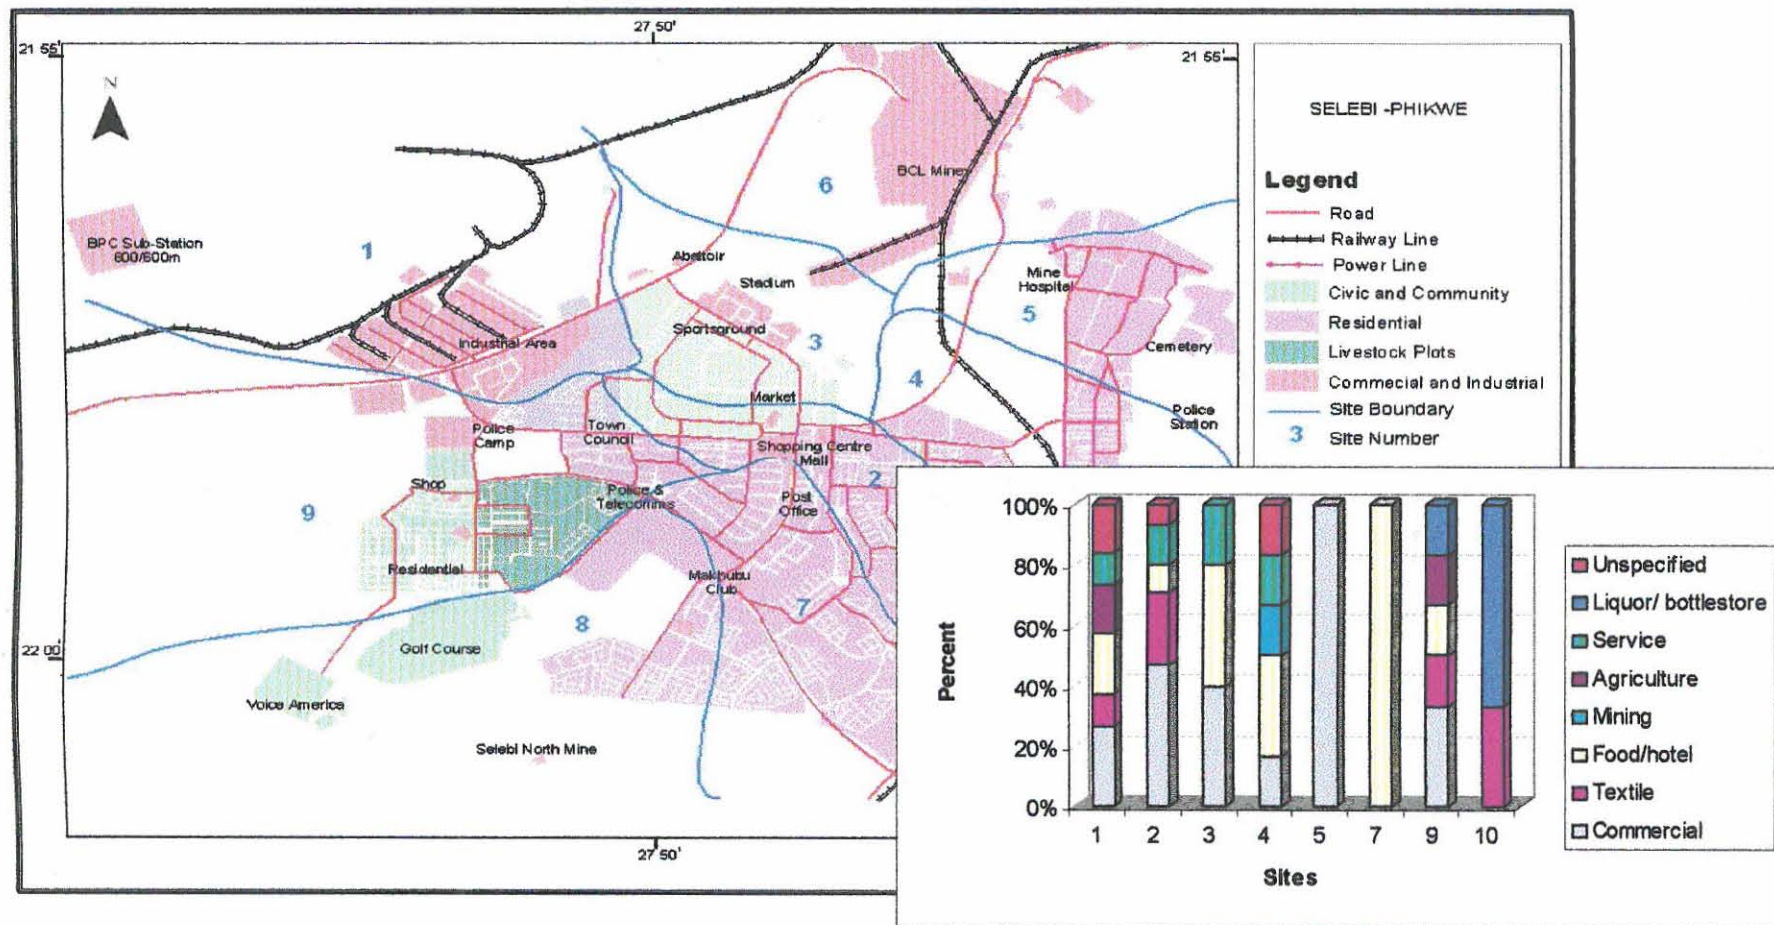 27 50'
21 55'
21 55'
N
SELEBI -PHIKWE
Legend
Road
Railway Line
Power Line
Civic and Community
Residential
Livestock Plots
Commecial and Industrial
Site Boundary
3 Site Number
BCL Mine
6
BPC Sub-Station
600/600m
1
Abattoir
Stadium
Mine
Hospital
5
Sportsground
Industrial Area
3
Cemetery
4
Market
Police
Station
Police
Camp
Town
Council
Shopping Centre
Mall
2
Shop
Police &
Telecomms
Post
Office
9
Residential
Makhubu
Club
7
8
Golf Course
22 00'
Voice America
Selebi North Mine
27 50'
100%
80%
60%
40%
20%
0%
Percent
1 2 3 4 5 7 9 10
Sites
Unspecified
Liquor/ bottlestore
Service
Agriculture
Mining
Food/hotel
Textile
Commercial